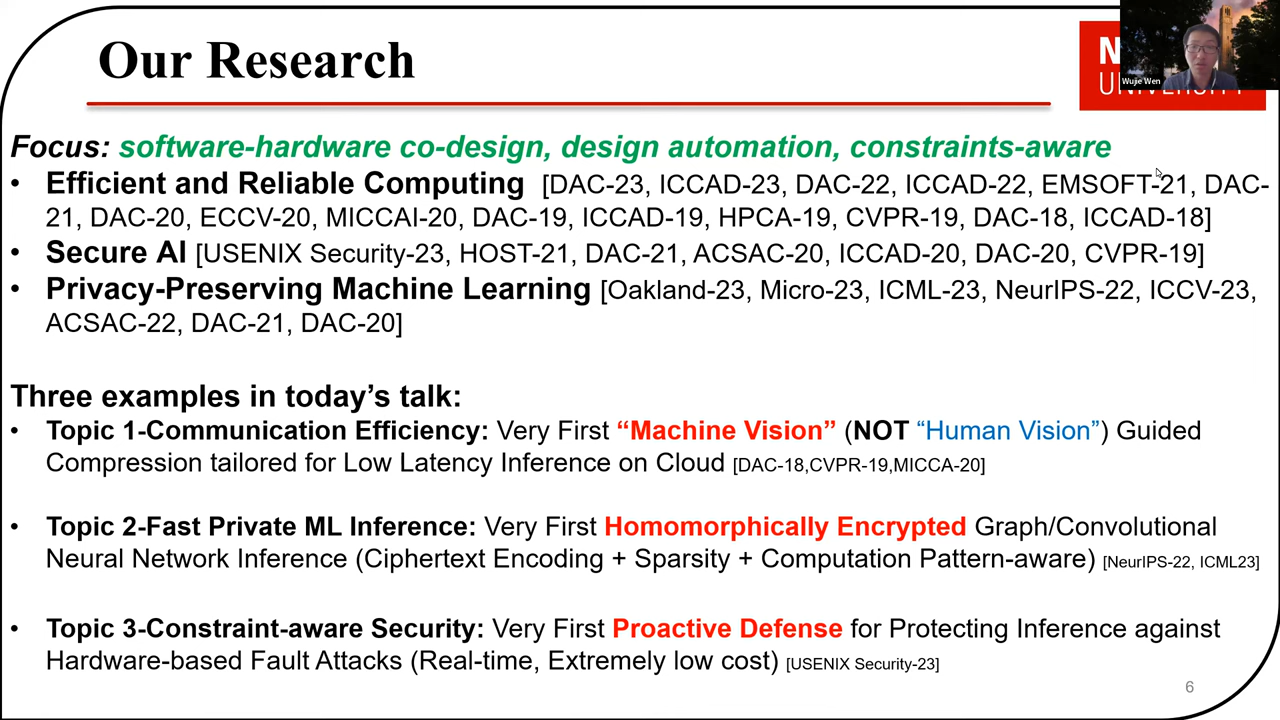 Our Research
N
UNIVERSITY
Wujie Wen
Focus: software-hardware co-design, design automation, constraints-aware
• Efficient and Reliable Computing [DAC-23, ICCAD-23, DAC-22, ICCAD-22, EMSOFT-21, DAC-
21, DAC-20, ECCV-20, MICCAI-20, DAC-19, ICCAD-19, HPCA-19, CVPR-19, DAC-18, ICCAD-18]
• Secure AI [USENIX Security-23, HOST-21, DAC-21, ACSAC-20, ICCAD-20, DAC-20, CVPR-19]
• Privacy-Preserving Machine Learning [Oakland-23, Micro-23, ICML-23, NeurIPS-22, ICCV-23,
ACSAC-22, DAC-21, DAC-20]
Three examples in today’s talk:
• Topic 1-Communication Efficiency: Very First “Machine Vision” (NOT “Human Vision”) Guided
Compression tailored for Low Latency Inference on Cloud [DAC-18,CVPR-19,MICCA-20]
• Topic 2-Fast Private ML Inference: Very First Homomorphically Encrypted Graph/Convolutional
Neural Network Inference (Ciphertext Encoding + Sparsity + Computation Pattern-aware) [NeurIPS-22, ICML23]
• Topic 3-Constraint-aware Security: Very First Proactive Defense for Protecting Inference against
Hardware-based Fault Attacks (Real-time, Extremely low cost) [USENIX Security-23]
6